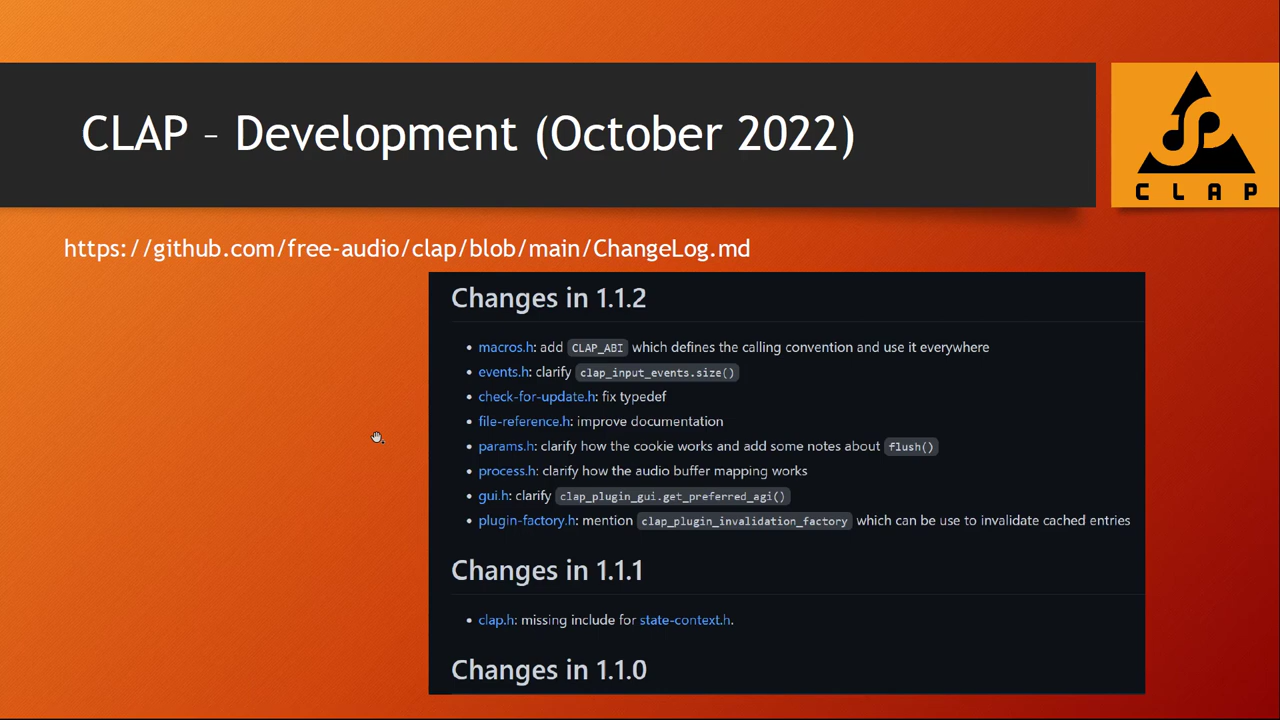 CLAP – Development (October 2022)
CLAP
https://github.com/free-audio/clap/blob/main/ChangeLog.md
Changes in 1.1.2
• macros.h: add CLAP_ABI which defines the calling convention and use it everywhere
• events.h: clarify clap_input_events.size()
• check-for-update.h: fix typedef
• file-reference.h: improve documentation
• params.h: clarify how the cookie works and add some notes about flush()
• process.h: clarify how the audio buffer mapping works
• gui.h: clarify clap_plugin_gui.get_preferred_agi()
• plugin-factory.h: mention clap_plugin_invalidation_factory which can be use to invalidate cached entries
Changes in 1.1.1
• clap.h: missing include for state-context.h.
Changes in 1.1.0